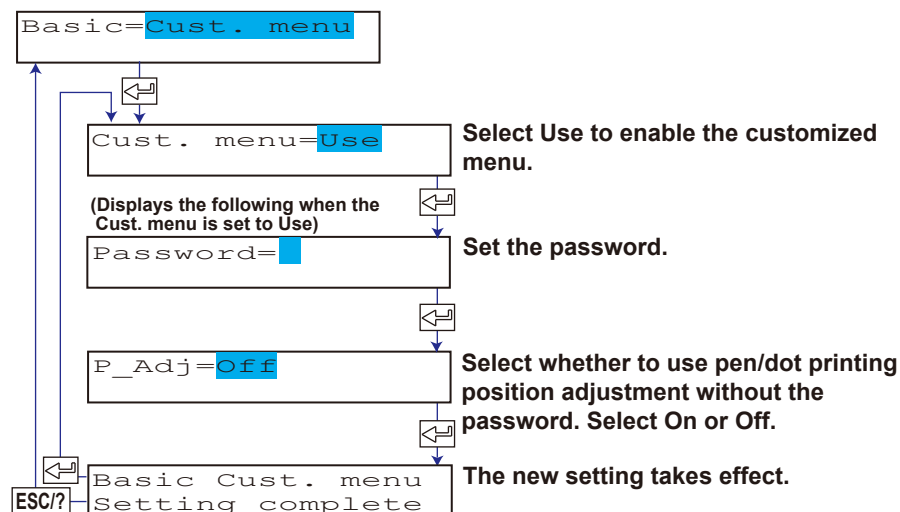 Basic=Cust. menu
Cust. menu=Use
Select Use to enable the customized
menu.
(Displays the following when the
Cust. menu is set to Use)
Password=
Set the password.
P_Adj=Off
Select whether to use pen/dot printing
position adjustment without the
password. Select On or Off.
Basic Cust. menu
Setting complete
The new setting takes effect.
ESC/?